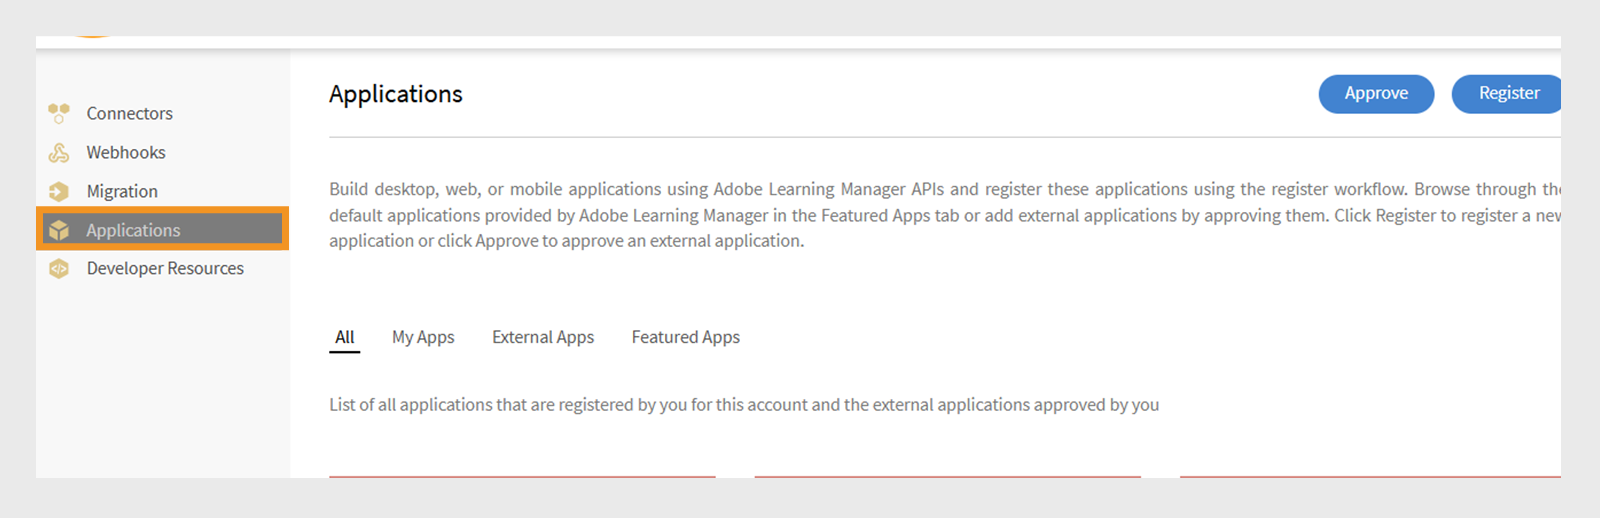 Applications
Approve
Register
Connectors
Webhooks
Migration
Applications
Developer Resources
Build desktop, web, or mobile applications using Adobe Learning Manager APIs and register these applications using the register workflow. Browse through the
default applications provided by Adobe Learning Manager in the Featured Apps tab or add external applications by approving them. Click Register to register a new
application or click Approve to approve an external application.
All
My Apps
External Apps
Featured Apps
List of all applications that are registered by you for this account and the external applications approved by you